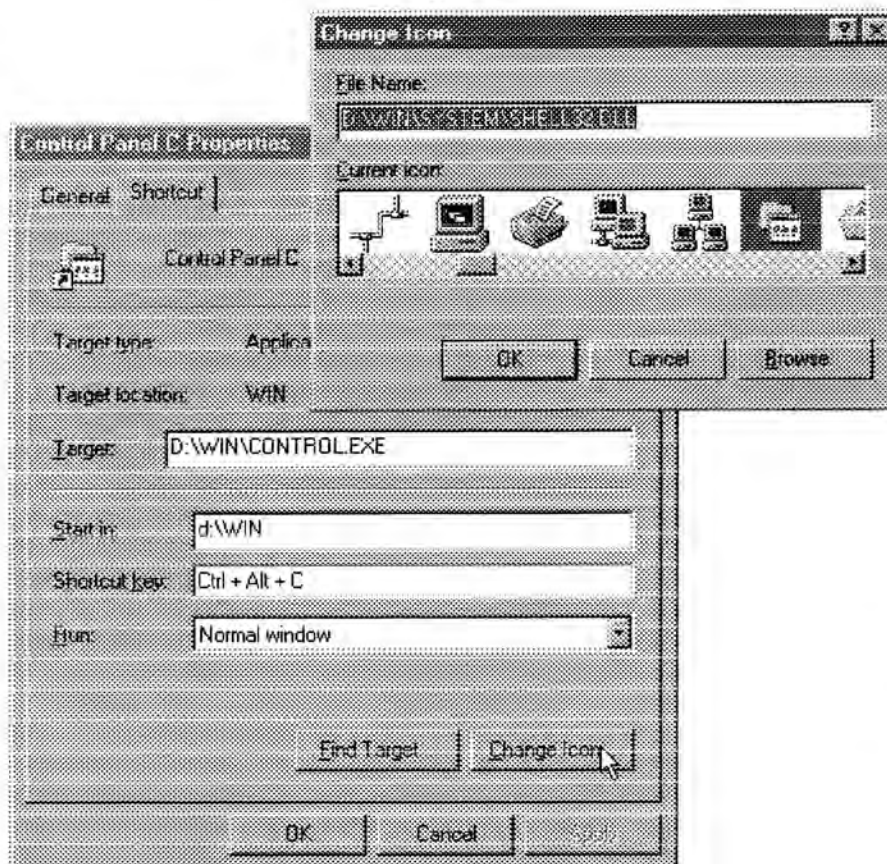 Change Icon
File Name:
D:\WIN\SYSTEM\SHELL32.DLL
Current icon:
OK Cancel Browse
Control Panel C Properties
General Shortcut
Control Panel C
Target type: Applica
Target location: WIN
Target: D:\WIN\CONTROL.EXE
Start in: d:\WIN
Shortcut key: Ctrl + Alt + C
Run: Normal window
Find Target Change Icon
OK Cancel Apply